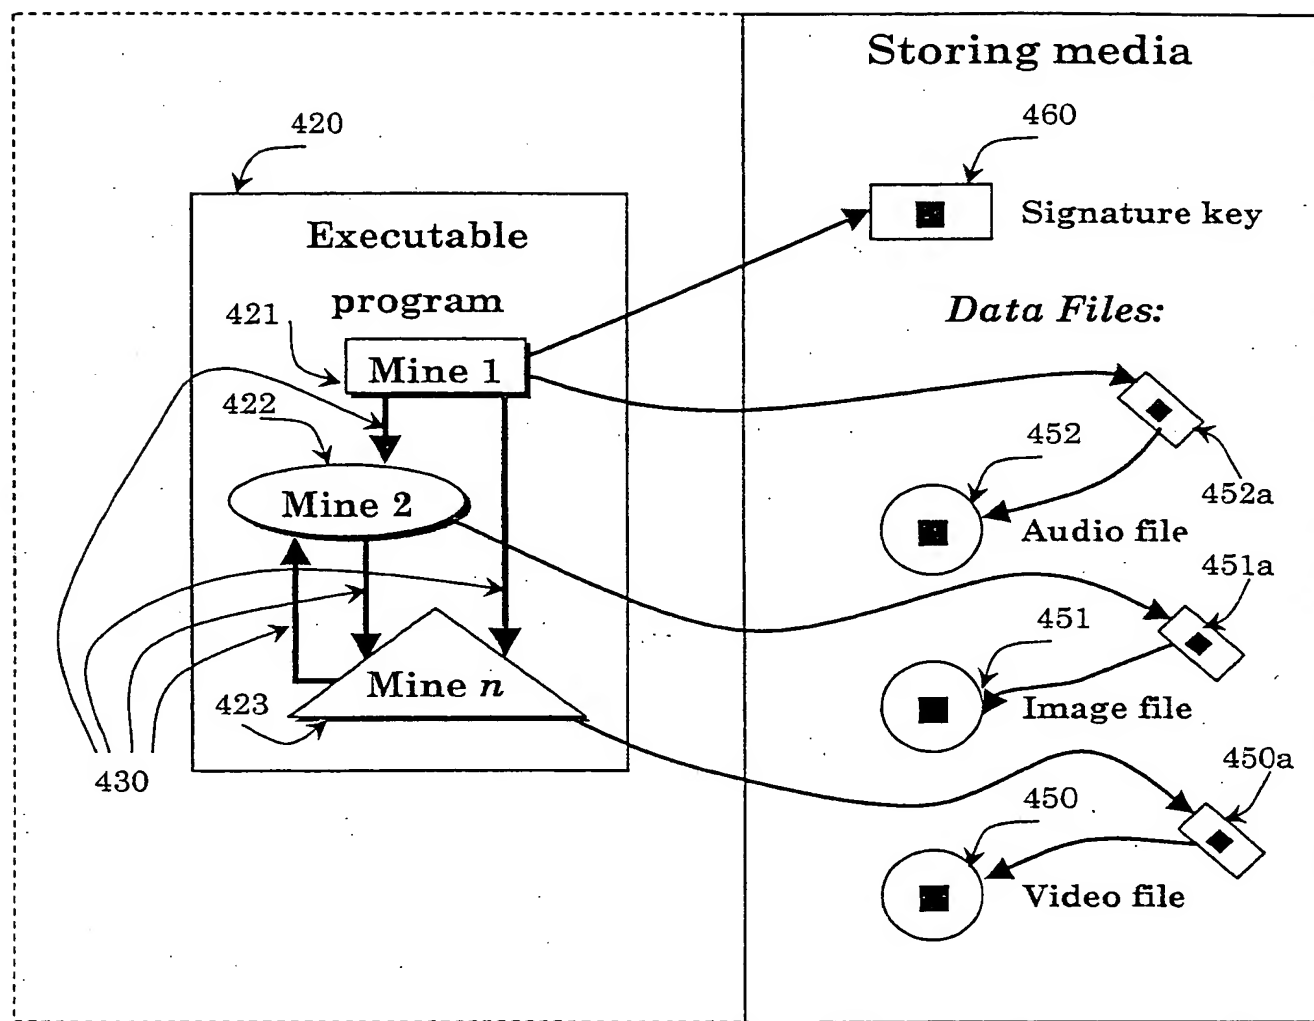 Storing media
460
420
Signature key
Executable
program
Data Files:
421
Mine 1
422
452
452a
Mine 2
Audio file
451a
451
Mine n
423
Image file
450a
430
450
Video file